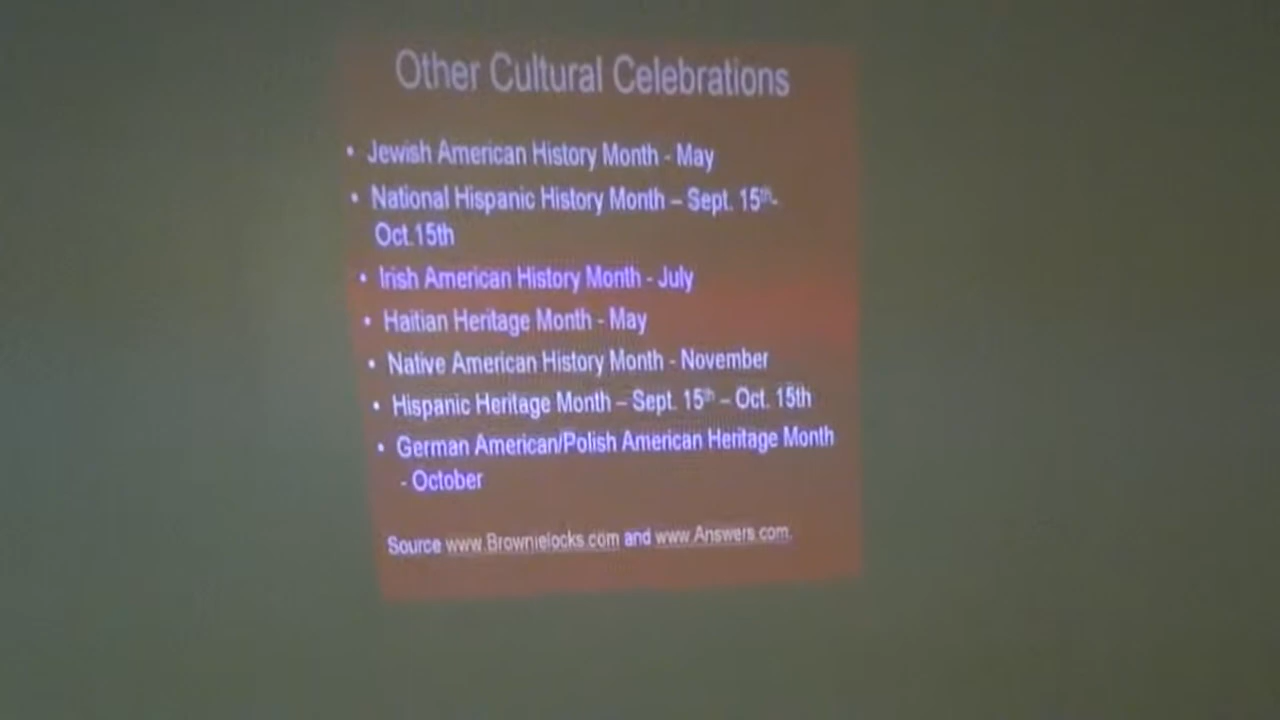 Other Cultural Celebrations
• Jewish American History Month - May
• National Hispanic History Month – Sept. 15th-
Oct.15th
• Irish American History Month - July
• Haitian Heritage Month - May
• Native American History Month - November
• Hispanic Heritage Month – Sept. 15th – Oct. 15th
• German American/Polish American Heritage Month
- October
Source www.Brownielocks.com and www.Answers.com.